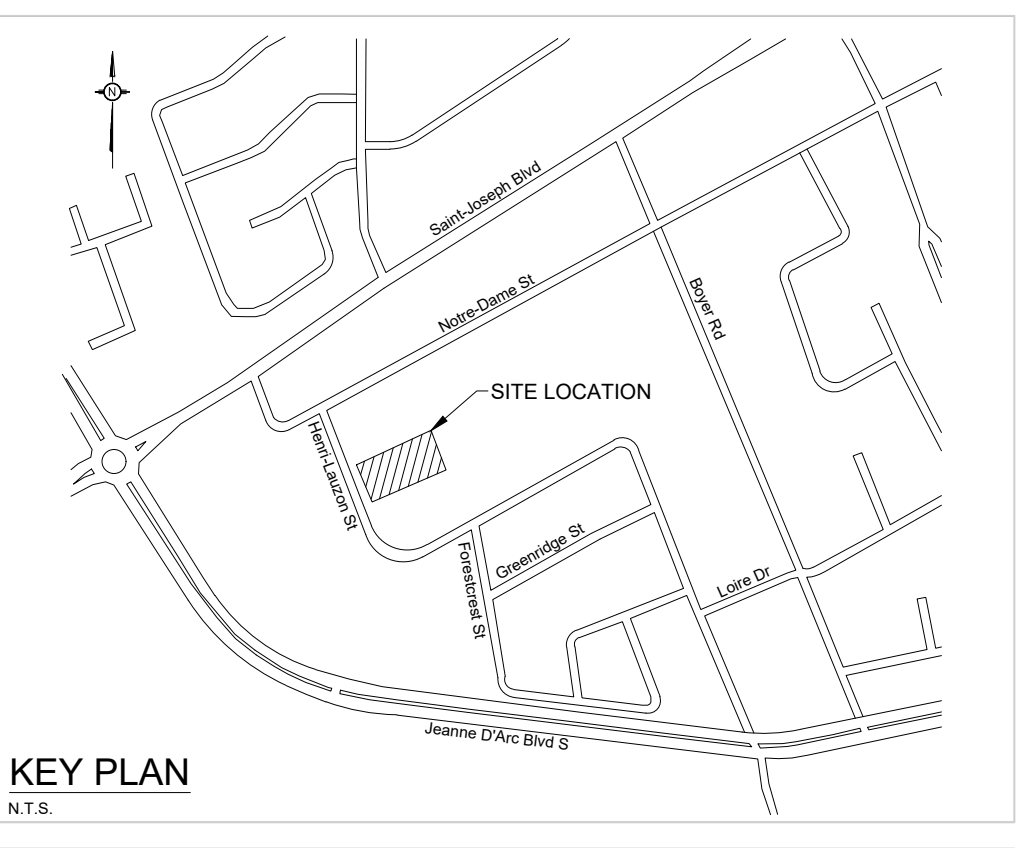 N
Saint-Joseph Blvd
Notre-Dame St
Boyer Rd
SITE LOCATION
Henri-Lauzon St
Greenridge St
Forestcrest St
Loire Dr
Jeanne D'Arc Blvd S
KEY PLAN
N.T.S.